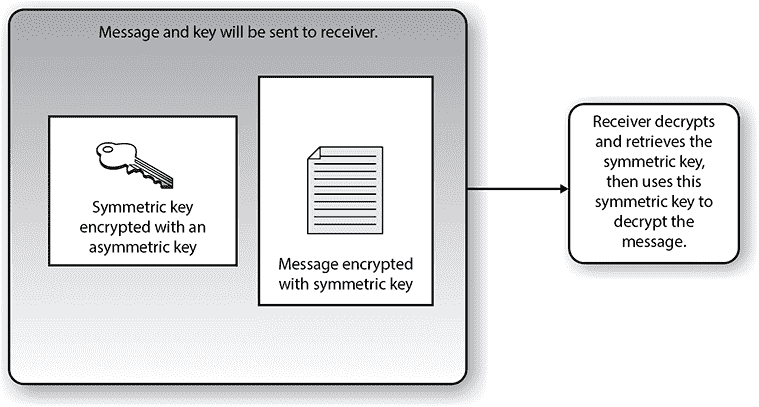 Message and key will be sent to receiver.
Symmetric key
encrypted with an
asymmetric key
Message encrypted
with symmetric key
Receiver decrypts
and retrieves the
symmetric key,
then uses this
symmetric key to
decrypt the
message.